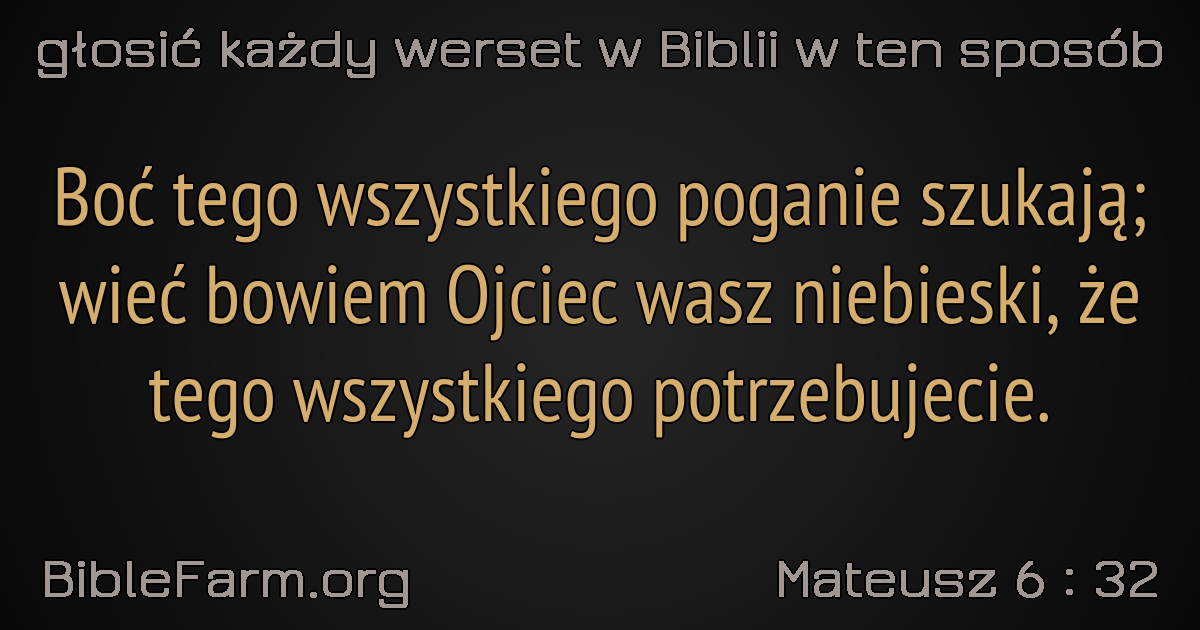 głosić każdy werset w Biblii w ten sposób
Boć tego wszystkiego poganie szukają;
wieć bowiem Ojciec wasz niebieski, że
tego wszystkiego potrzebujecie.
BibleFarm.org
Mateusz 6 : 32